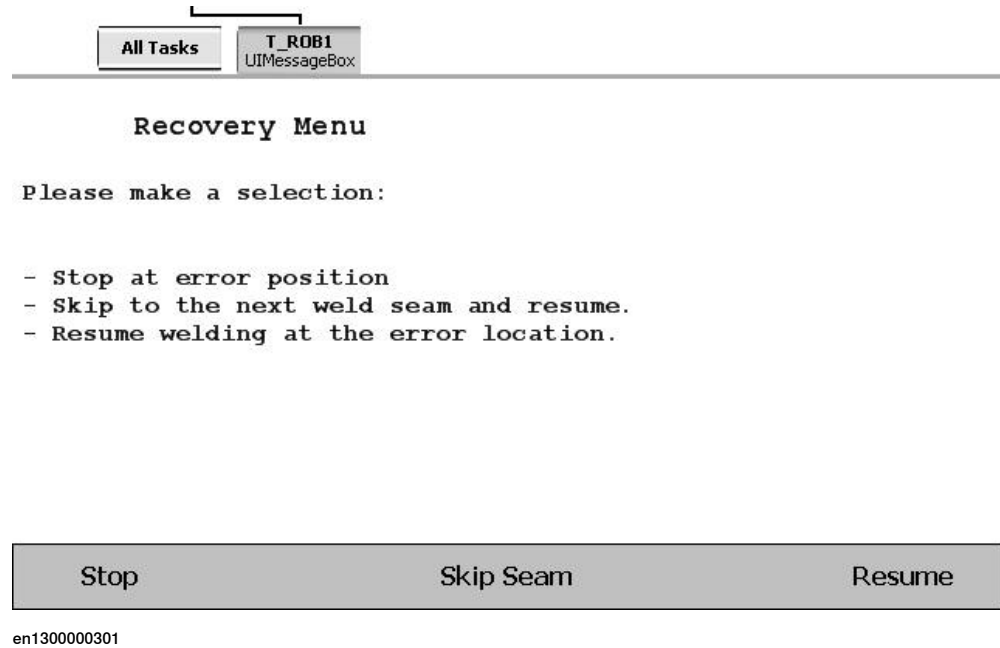 All Tasks
T_ROB1
UIMessageBox
Recovery Menu
Please make a selection:
- Stop at error position
- Skip to the next weld seam and resume.
- Resume welding at the error location.
Stop Skip Seam Resume
en1300000301